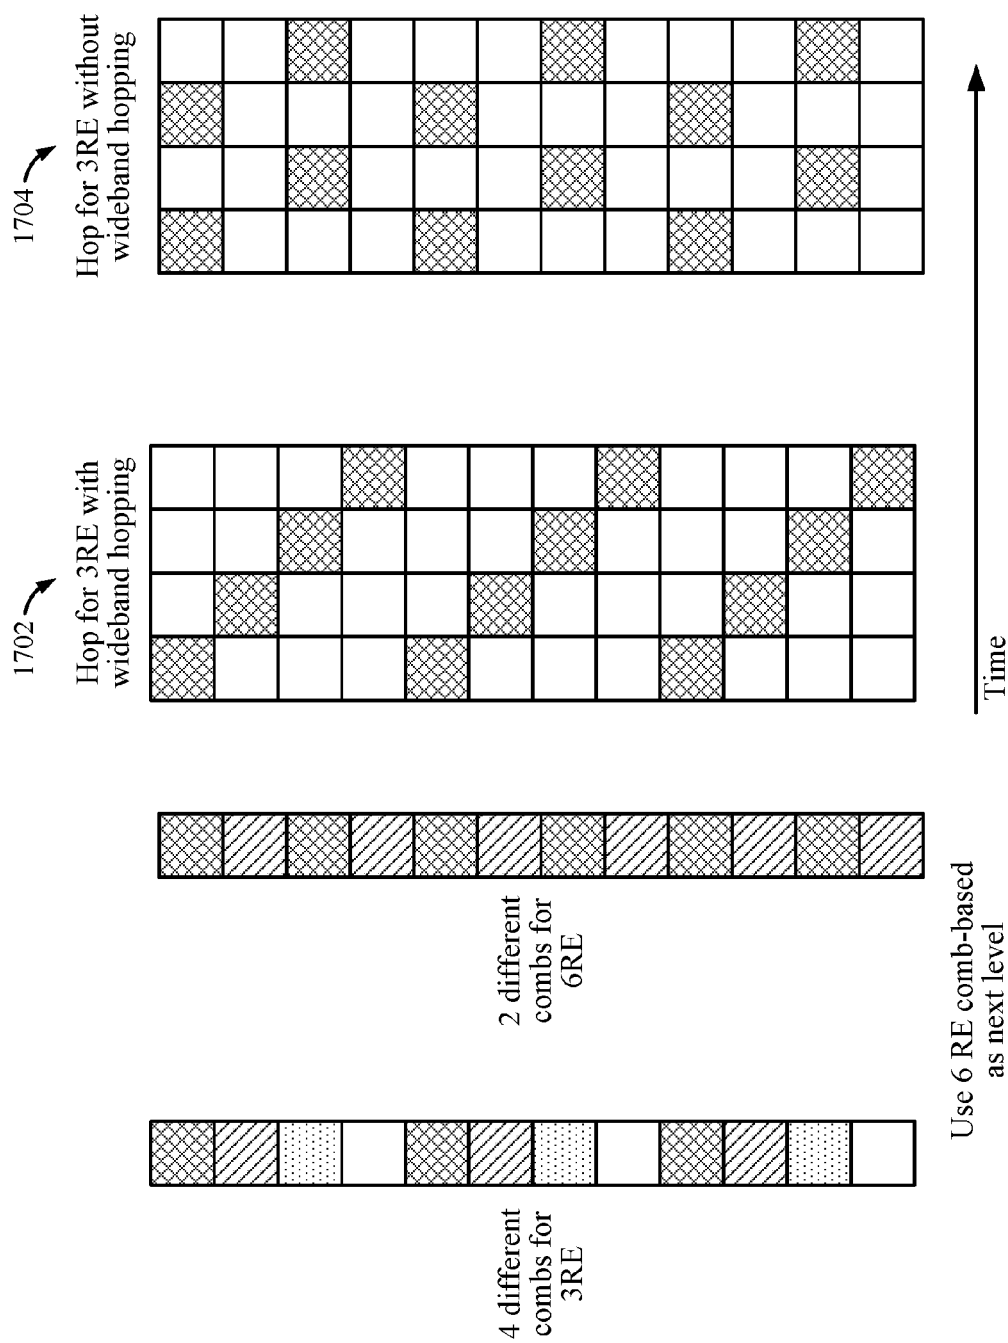 1704
Hop for 3RE without
wideband hopping
1702
Hop for 3RE with
wideband hopping
Time
2 different
combs for
6RE
Use 6 RE comb-based
as next level
4 different
combs for
3RE